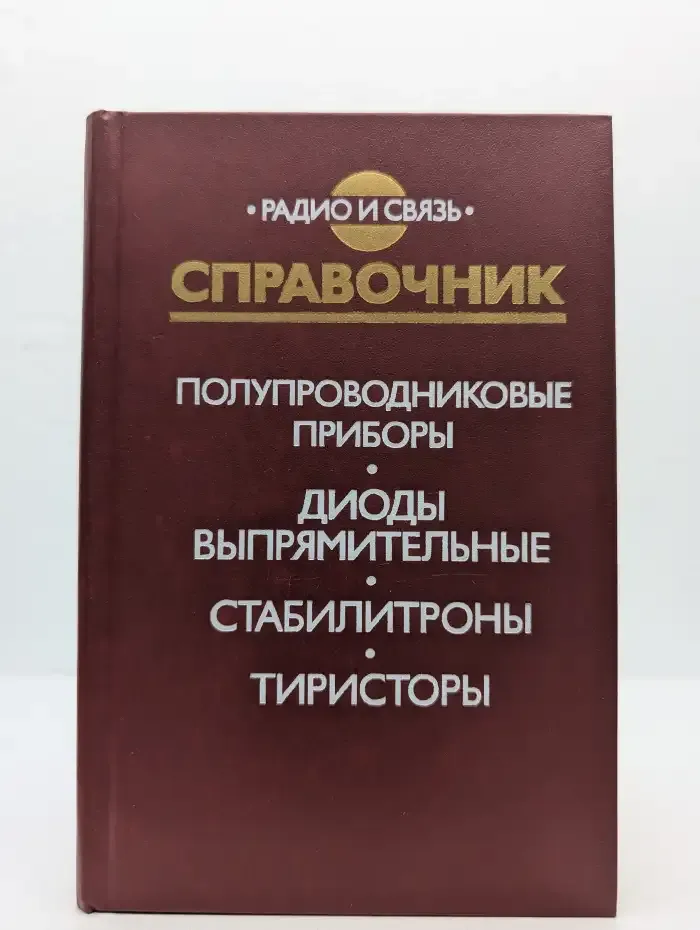 • РАДИО И СВЯЗЬ •
СПРАВОЧНИК
ПОЛУПРОВОДНИКОВЫЕ
ПРИБОРЫ
•
ДИОДЫ
ВЫПРЯМИТЕЛЬНЫЕ
•
СТАБИЛИТРОНЫ
•
ТИРИСТОРЫ